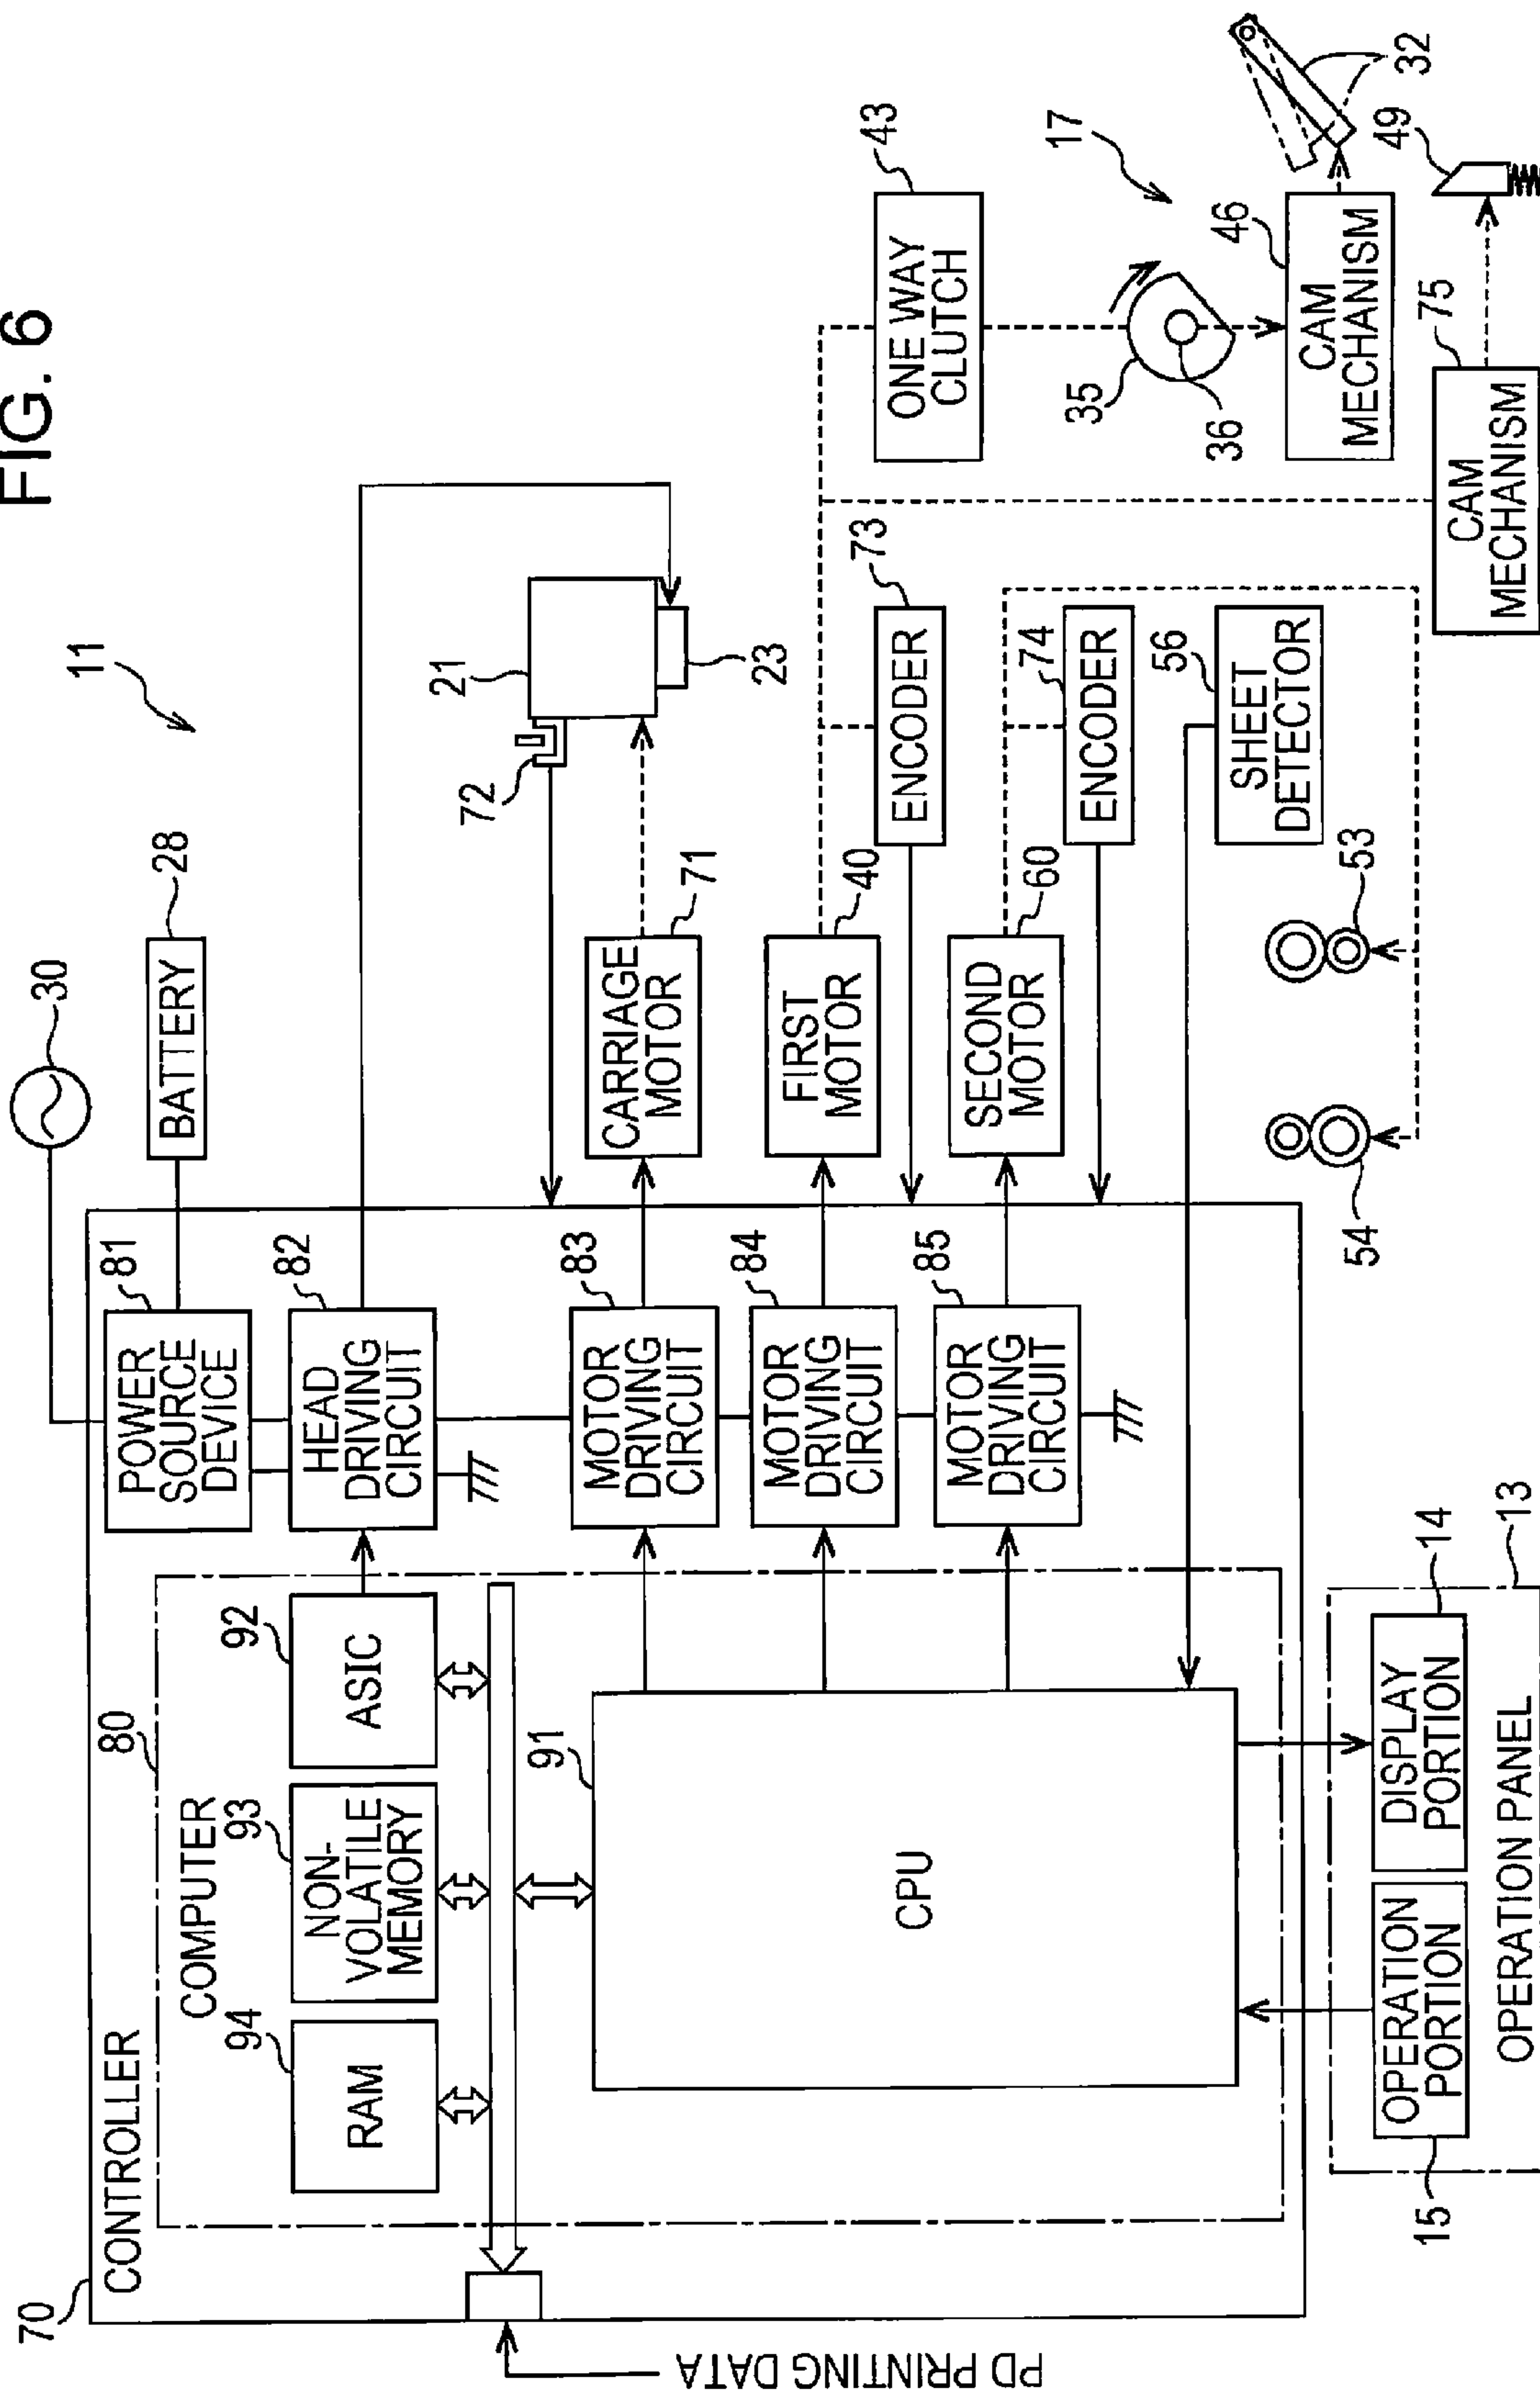 FIG. 6
11
70
CONTROLLER
80
COMPUTER
94
RAM
93
NON-
VOLATILE
MEMORY
92
ASIC
91
CPU
PD PRINTING DATA
81
POWER
SOURCE
DEVICE
82
HEAD
DRIVING
CIRCUIT
83
MOTOR
DRIVING
CIRCUIT
84
MOTOR
DRIVING
CIRCUIT
85
MOTOR
DRIVING
CIRCUIT
30
28
BATTERY
72
21
23
71
CARRIAGE
MOTOR
40
FIRST
MOTOR
60
SECOND
MOTOR
73
ENCODER
74
ENCODER
56
SHEET
DETECTOR
54
53
43
ONE WAY
CLUTCH
17
35
36
46
CAM
MECHANISM
32
75
CAM
MECHANISM
49
15
OPERATION
PORTION
14
DISPLAY
PORTION
13
OPERATION PANEL